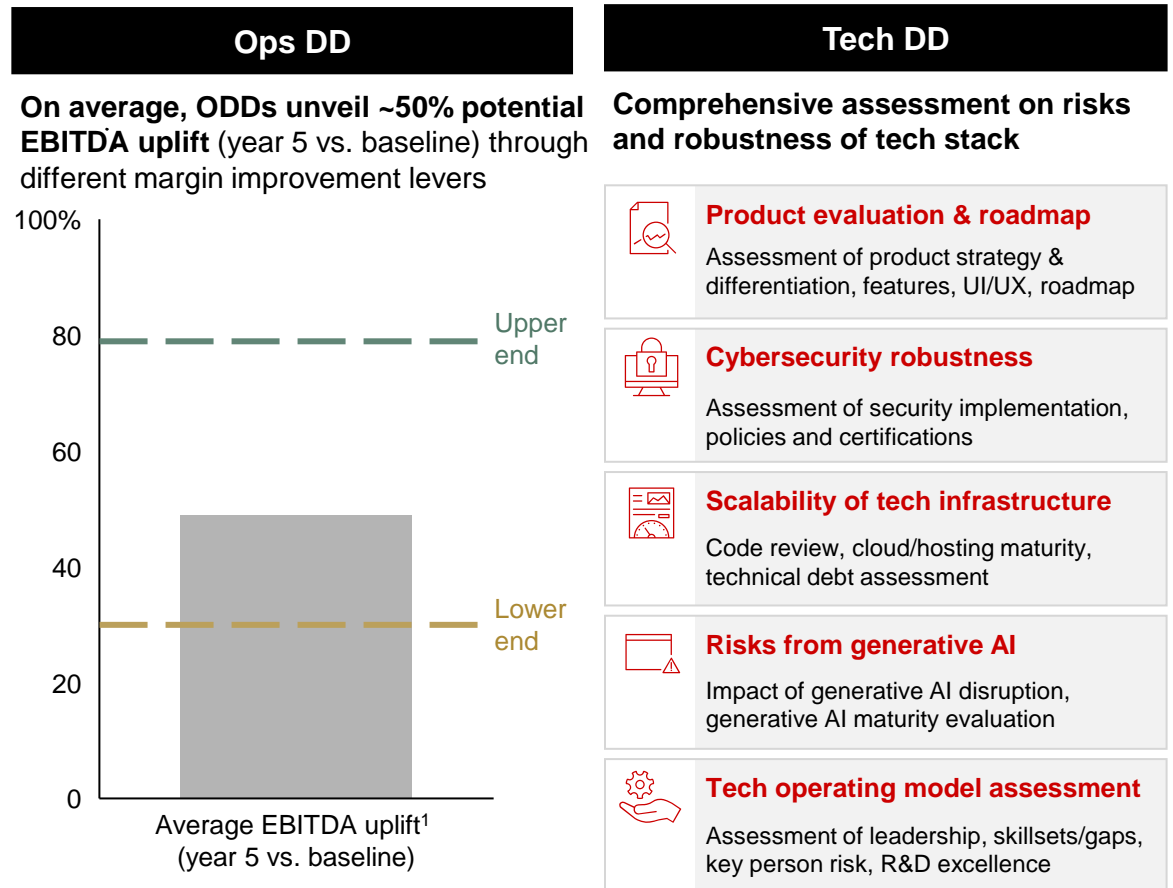 Ops DD
On average, ODDs unveil ~50% potential
EBITDA uplift (year 5 vs. baseline) through
different margin improvement levers
100%
80
60
40
20
0
Upper
end
Lower
end
Average EBITDA uplift¹
(year 5 vs. baseline)
Tech DD
Comprehensive assessment on risks
and robustness of tech stack
Product evaluation & roadmap
Assessment of product strategy &
differentiation, features, UI/UX, roadmap
Cybersecurity robustness
Assessment of security implementation,
policies and certifications
Scalability of tech infrastructure
Code review, cloud/hosting maturity,
technical debt assessment
Risks from generative AI
Impact of generative AI disruption,
generative AI maturity evaluation
Tech operating model assessment
Assessment of leadership, skillsets/gaps,
key person risk, R&D excellence